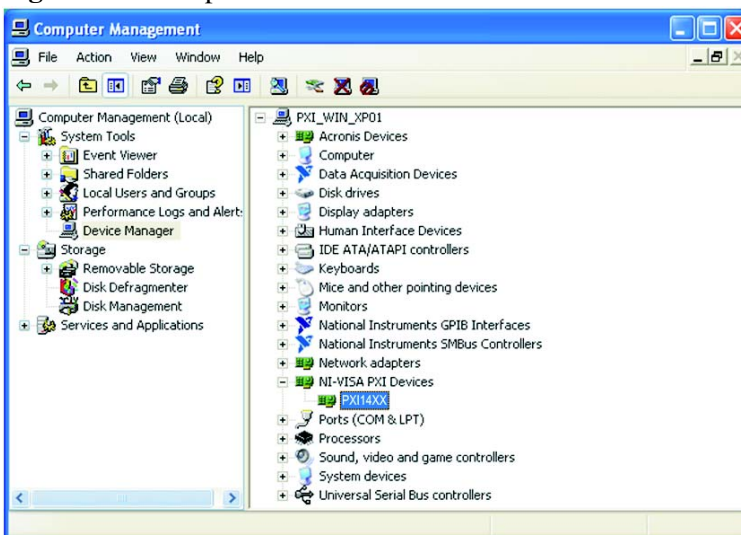 Computer Management
File Action View Window Help
Computer Management (Local)
System Tools
Event Viewer
Shared Folders
Local Users and Groups
Performance Logs and Alert
Device Manager
Storage
Removable Storage
Disk Defragmenter
Disk Management
Services and Applications
PXI_WIN_XP01
Acronis Devices
Computer
Data Acquisition Devices
Disk drives
Display adapters
Human Interface Devices
IDE ATA/ATAPI controllers
Keyboards
Mice and other pointing devices
Monitors
National Instruments GPIB Interfaces
National Instruments SMBus Controllers
Network adapters
NI-VISA PXI Devices
PXI14XX
Ports (COM & LPT)
Processors
Sound, video and game controllers
System devices
Universal Serial Bus controllers